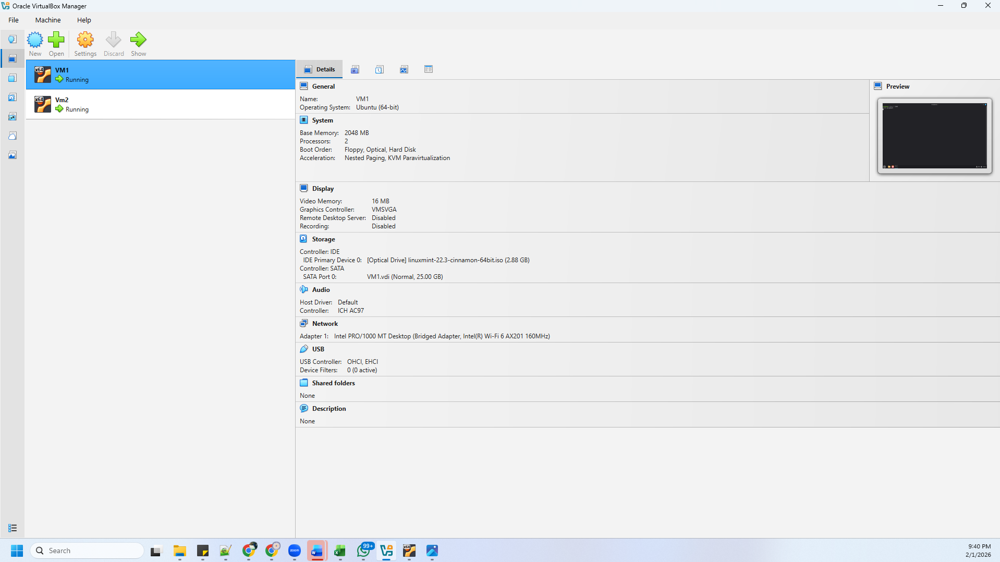 Oracle VirtualBox Manager
File Machine Help
New Open Settings Discard Show
x64 VM1
Running
x64 Vm2
Running
Details
General
Name: VM1
Operating System: Ubuntu (64-bit)
Preview
System
Base Memory: 2048 MB
Processors: 2
Boot Order: Floppy, Optical, Hard Disk
Acceleration: Nested Paging, KVM Paravirtualization
Display
Video Memory: 16 MB
Graphics Controller: VMSVGA
Remote Desktop Server: Disabled
Recording: Disabled
Storage
Controller: IDE
IDE Primary Device 0: [Optical Drive] linuxmint-22.3-cinnamon-64bit.iso (2.88 GB)
Controller: SATA
SATA Port 0: VM1.vdi (Normal, 25.00 GB)
Audio
Host Driver: Default
Controller: ICH AC97
Network
Adapter 1: Intel PRO/1000 MT Desktop (Bridged Adapter, Intel(R) Wi-Fi 6 AX201 160MHz)
USB
USB Controller: OHCI, EHCI
Device Filters: 0 (0 active)
Shared folders
None
Description
None
Search
zoom
99+
x64
9:40 PM
2/1/2026